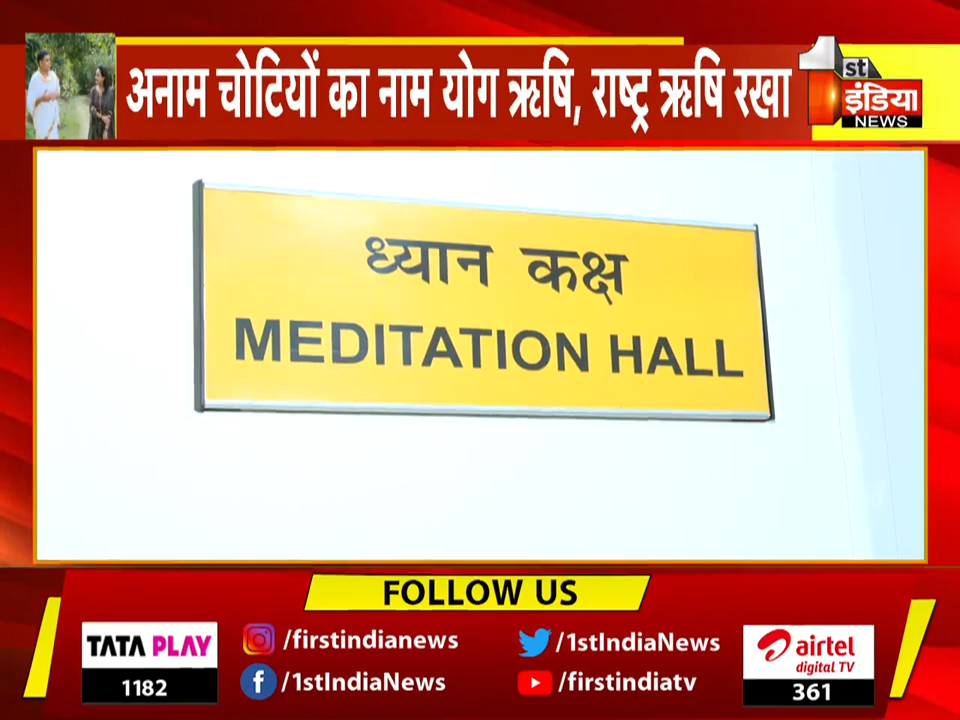 अनाम चोटियों का नाम योग ऋषि, राष्ट्र ऋषि रखा
1st
इंडिया
NEWS
ध्यान कक्ष
MEDITATION HALL
FOLLOW US
TATA PLAY
1182
/firstindianews
/1stIndiaNews
/1stIndiaNews
/firstindiatv
airtel
digital TV
361